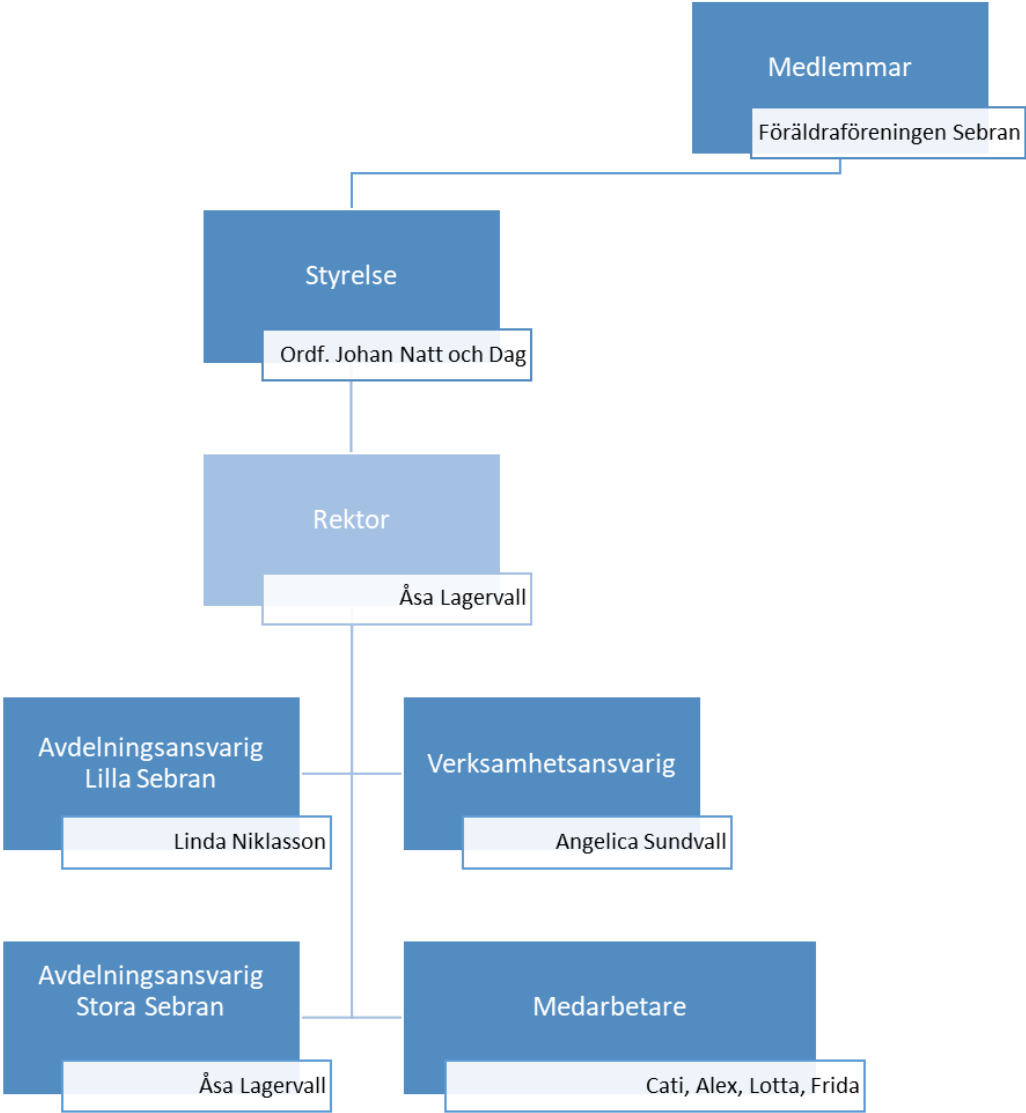 Medlemmar
Föräldraföreningen Sebran
Styrelse
Ordf. Johan Natt och Dag
Rektor
Åsa Lagervall
Avdelningsansvarig
Lilla Sebran
Linda Niklasson
Verksamhetsansvarig
Angelica Sundvall
Avdelningsansvarig
Stora Sebran
Åsa Lagervall
Medarbetare
Cati, Alex, Lotta, Frida